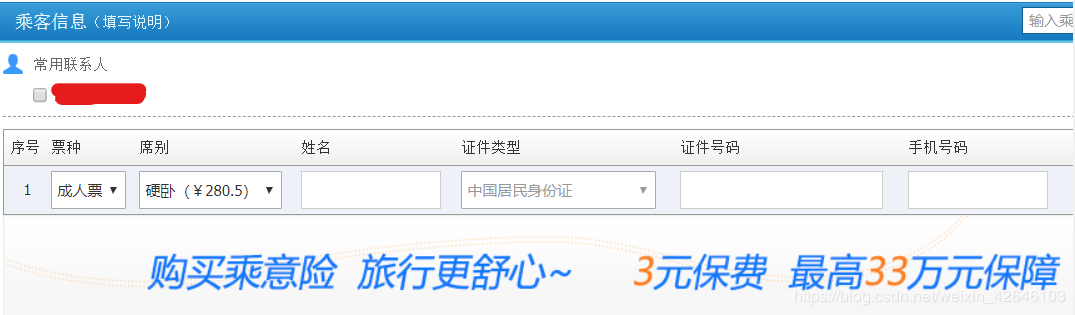 乘客信息（填写说明）
输入乘
常用联系人
序号 票种 席别 姓名 证件类型 证件号码 手机号码
1 成人票 硬卧（￥280.5） 中国居民身份证
购买乘意险 旅行更舒心~ 3元保费 最高33万元保障
https://blog.csdn.net/weixin_42646103